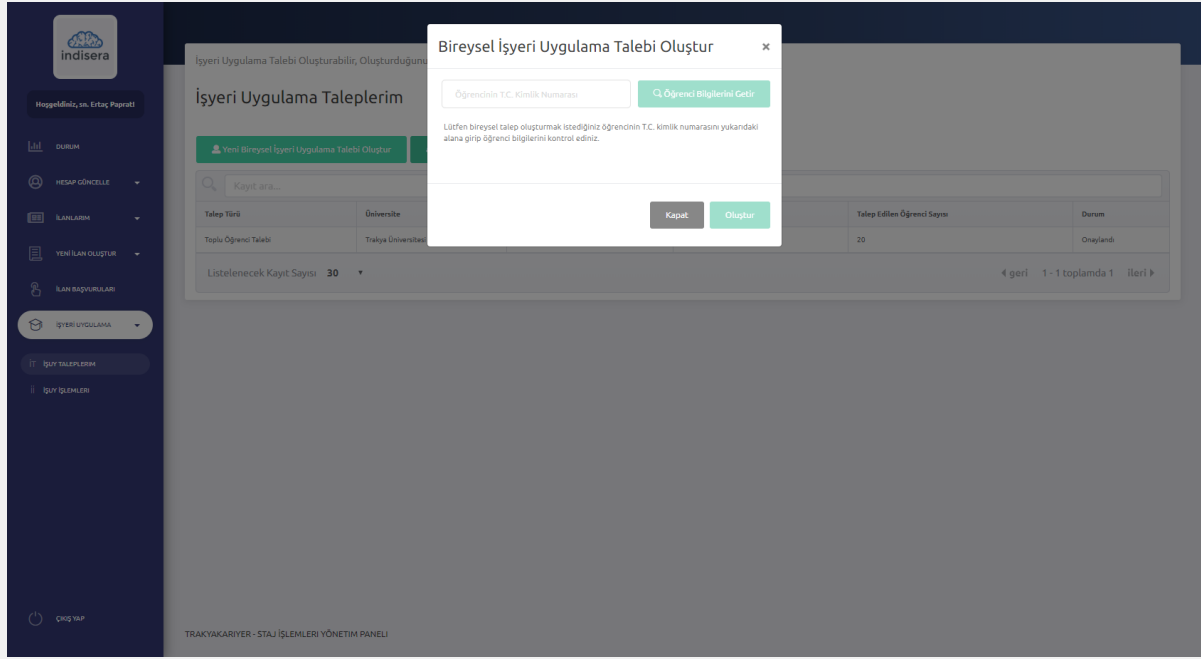 indisera
Hoşgeldiniz, sn. Ertaç Paprat!
DURUM
HESAP GÜNCELLE
İLANLARIM
YENİ İLAN OLUŞTUR
İLAN BAŞVURULARI
İŞYERİ UYGULAMA
İT İŞUY TALEPLERİM
İİ İŞUY İŞLEMLERİ
ÇIKIŞ YAP
İşyeri Uygulama Talebi Oluşturabilir, Oluşturduğunu
İşyeri Uygulama Taleplerim
Yeni Bireysel İşyeri Uygulama Talebi Oluştur
Kayıt ara...
Talep Türü Üniversite Talep Edilen Öğrenci Sayısı Durum
Toplu Öğrenci Talebi Trakya Üniversitesi 20 Onaylandı
Listelenecek Kayıt Sayısı 30 geri 1 - 1 toplamda 1 ileri
Bireysel İşyeri Uygulama Talebi Oluştur ×
Öğrencinin T.C. Kimlik Numarası Öğrenci Bilgilerini Getir
Lütfen bireysel talep oluşturmak istediğiniz öğrencinin T.C. kimlik numarasını yukarıdaki
alana girip öğrenci bilgilerini kontrol ediniz.
Kapat Oluştur
TRAKYAKARIYER - STAJ İŞLEMLERI YÖNETIM PANELI